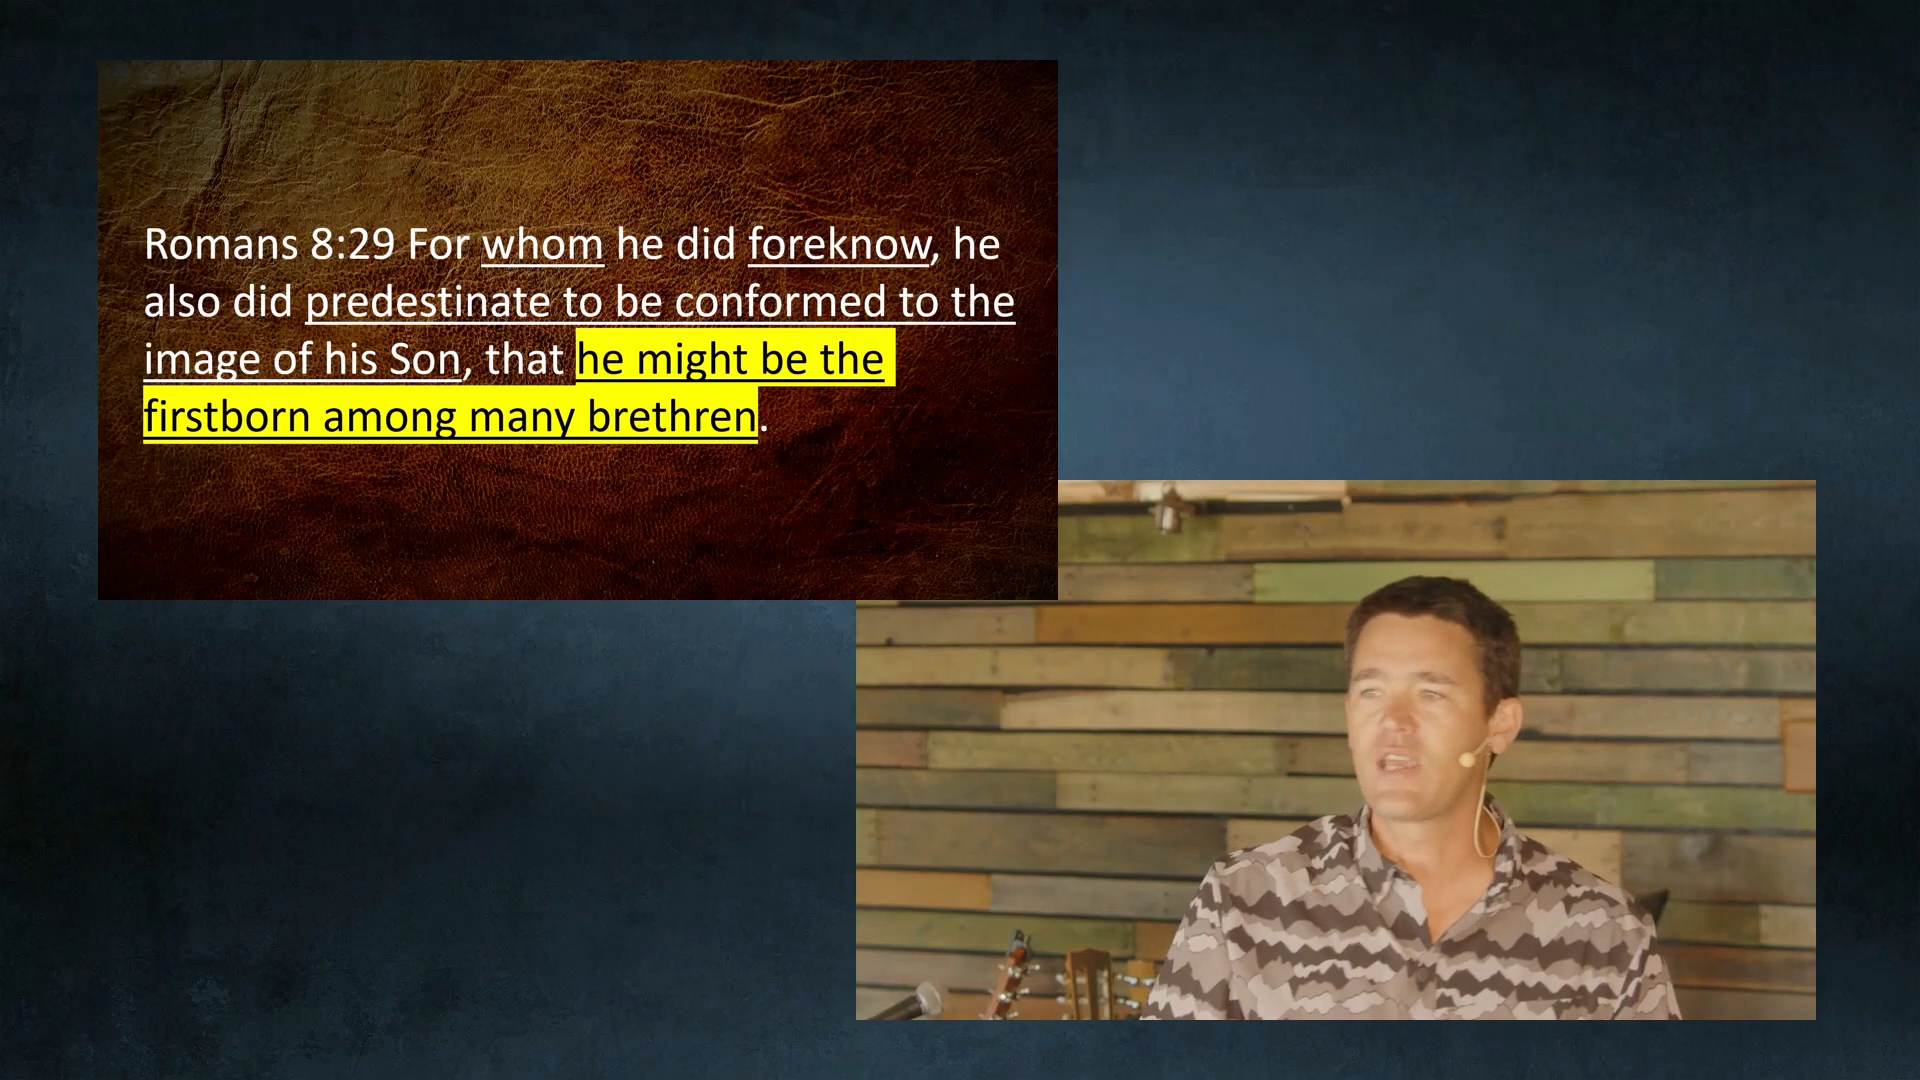 Romans 8:29 For whom he did foreknow, he
also did predestinate to be conformed to the
image of his Son, that he might be the
firstborn among many brethren.